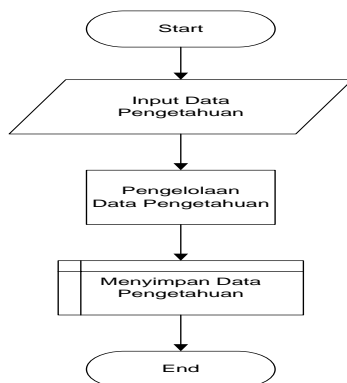 Start
Input Data
Pengetahuan
Pengelolaan
Data Pengetahuan
Menyimpan Data
Pengetahuan
End